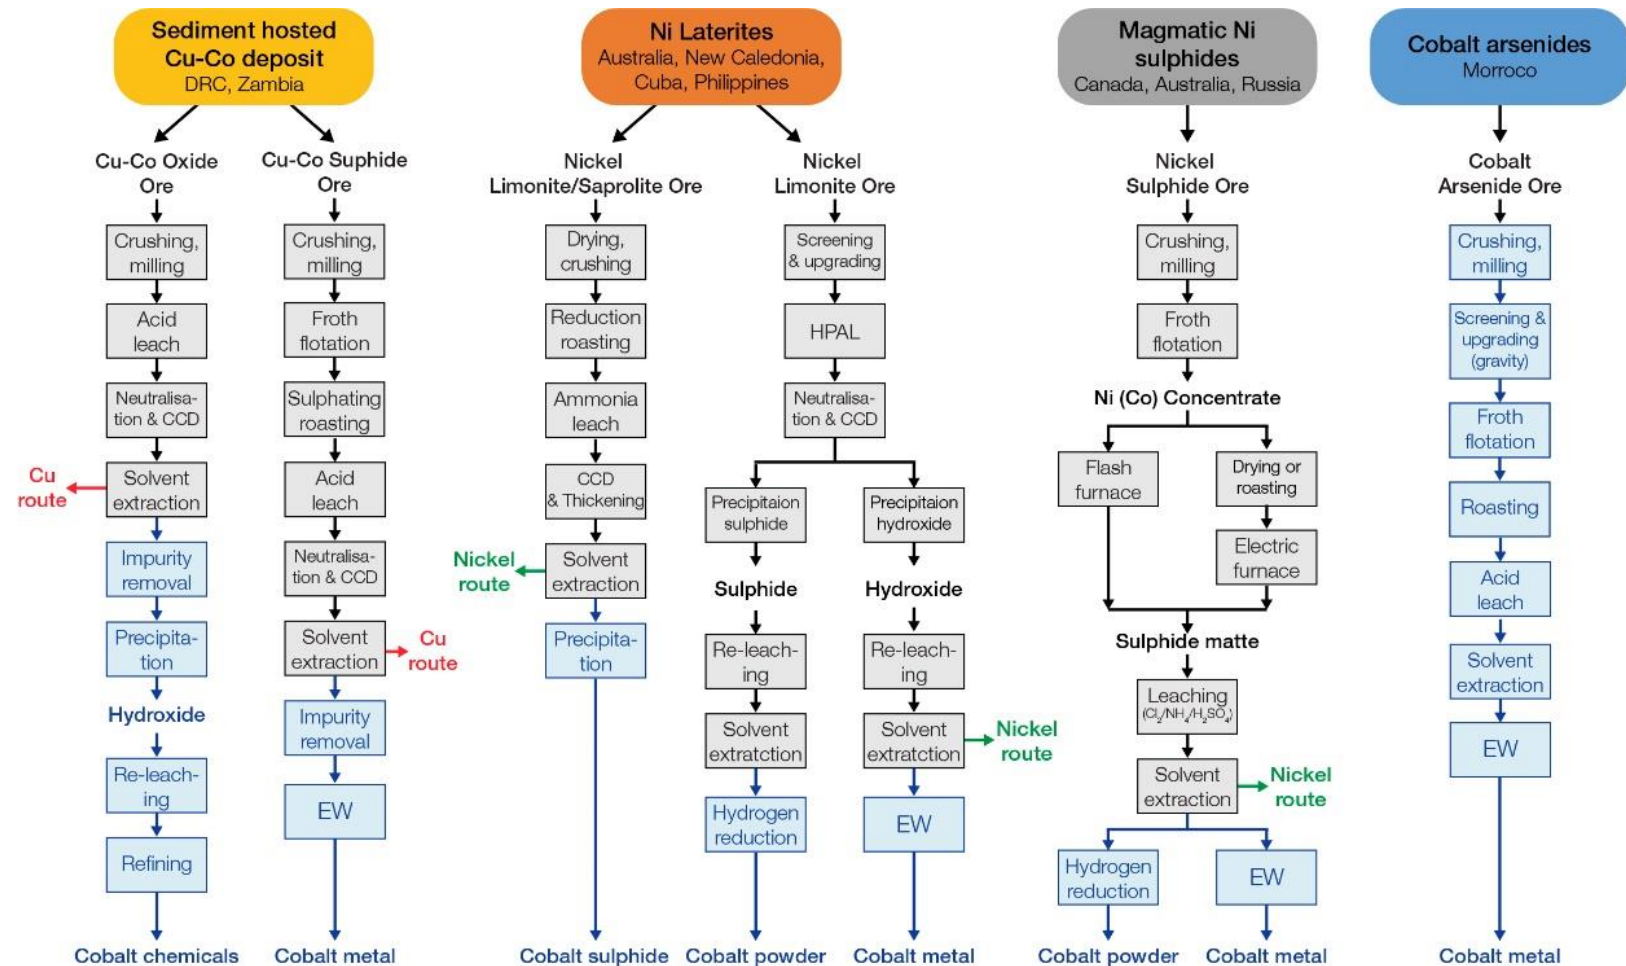 Sediment hosted
Cu-Co deposit
DRC, Zambia
Ni Laterites
Australia, New Caledonia,
Cuba, Philippines
Magmatic Ni
sulphides
Canada, Australia, Russia
Cobalt arsenides
Morroco
Cu-Co Oxide
Ore
Crushing,
milling
Acid
leach
Neutralisa-
tion & CCD
Solvent
extraction
Cu
route
Impurity
removal
Precipita-
tion
Hydroxide
Re-leach-
ing
Refining
Cobalt chemicals
Cu-Co Suphide
Ore
Crushing,
milling
Froth
flotation
Sulphating
roasting
Acid
leach
Neutralisa-
tion & CCD
Solvent
extraction
Cu
route
Impurity
removal
EW
Cobalt metal
Nickel
Limonite/Saprolite Ore
Drying,
crushing
Reduction
roasting
Ammonia
leach
CCD
& Thickening
Solvent
extraction
Nickel
route
Precipita-
tion
Cobalt sulphide
Nickel
Limonite Ore
Screening
& upgrading
HPAL
Neutralisa-
tion & CCD
Precipitaion
sulphide
Sulphide
Re-leach-
ing
Solvent
extratction
Hydrogen
reduction
Cobalt powder
Precipitaion
hydroxide
Hydroxide
Re-leach-
ing
Solvent
extratction
Nickel
route
EW
Cobalt metal
Nickel
Sulphide Ore
Crushing,
milling
Froth
flotation
Ni (Co) Concentrate
Flash
furnace
Drying or
roasting
Electric
furnace
Sulphide matte
Leaching
(Cl₂/NH₄/H₂SO₄)
Solvent
extraction
Nickel
route
Hydrogen
reduction
Cobalt powder
EW
Cobalt metal
Cobalt
Arsenide Ore
Crushing,
milling
Screening &
upgrading
(gravity)
Froth
flotation
Roasting
Acid
leach
Solvent
extraction
EW
Cobalt metal